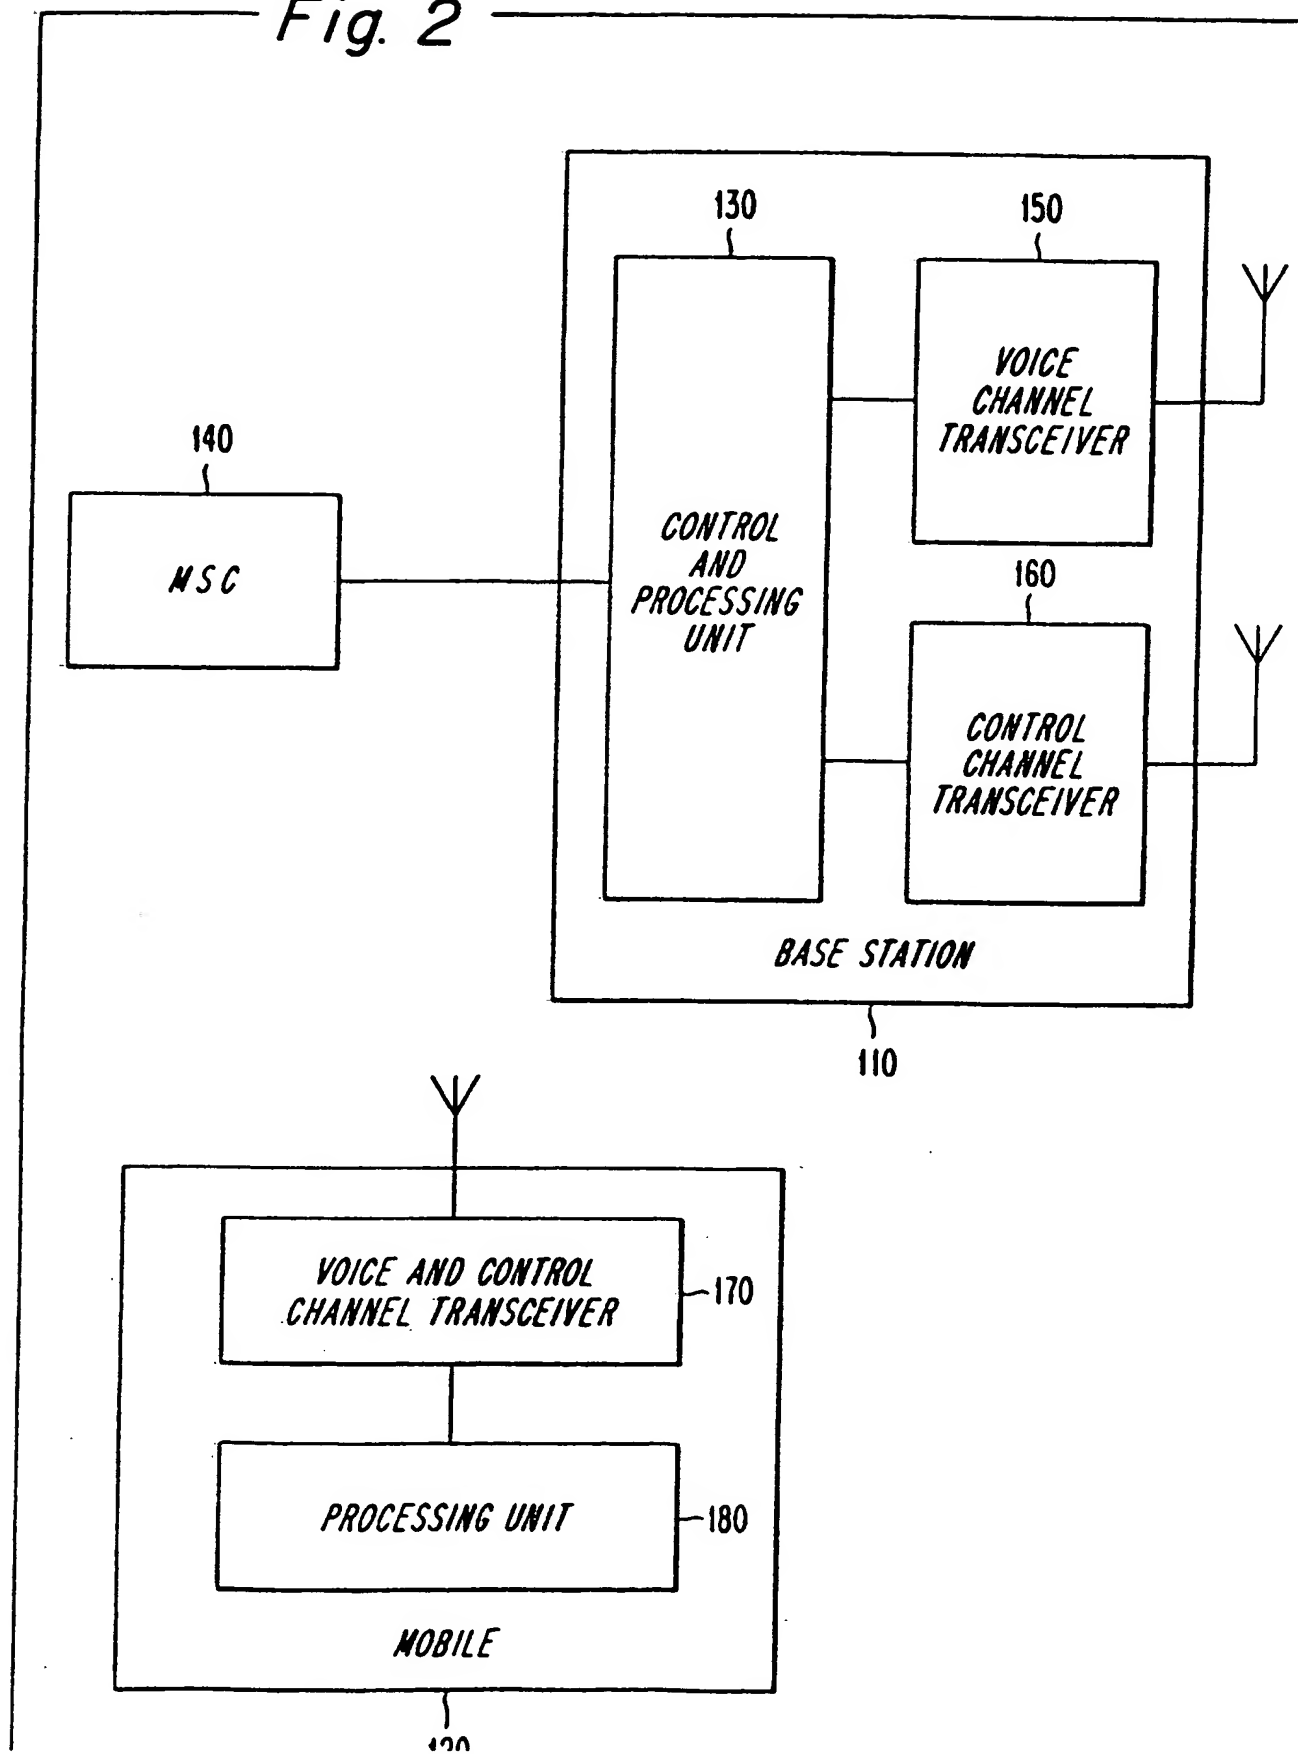 Fig. 2
130
150
VOICE
CHANNEL
TRANSCEIVER
140
MSC
CONTROL
AND
PROCESSING
UNIT
160
CONTROL
CHANNEL
TRANSCEIVER
BASE STATION
110
VOICE AND CONTROL
CHANNEL TRANSCEIVER
170
PROCESSING UNIT
180
MOBILE